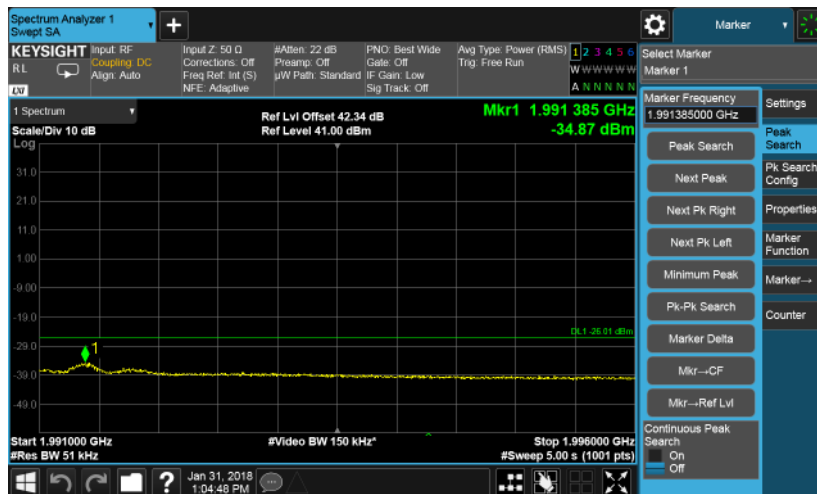 Spectrum Analyzer 1
Swept SA
Marker
KEYSIGHT
RL
LXI
Input: RF
Coupling: DC
Align: Auto
Input Z: 50 Ω
Corrections: Off
Freq Ref: Int (S)
NFE: Adaptive
#Atten: 22 dB
Preamp: Off
µW Path: Standard
PNO: Best Wide
Gate: Off
IF Gain: Low
Sig Track: Off
Avg Type: Power (RMS)
Trig: Free Run
1 2 3 4 5 6
W W W W W W
A N N N N N
1 Spectrum
Scale/Div 10 dB
Log
Ref Lvl Offset 42.34 dB
Ref Level 41.00 dBm
Mkr1 1.991 385 GHz
-34.87 dBm
31.0
21.0
11.0
1.00
-9.00
-19.0
-29.0
-39.0
-49.0
DL1 -26.01 dBm
1
Start 1.991000 GHz
#Res BW 51 kHz
#Video BW 150 kHz*
Stop 1.996000 GHz
#Sweep 5.00 s (1001 pts)
Jan 31, 2018
1:04:48 PM
Select Marker
Marker 1
Marker Frequency
1.991385000 GHz
Peak Search
Next Peak
Next Pk Right
Next Pk Left
Minimum Peak
Pk-Pk Search
Marker Delta
Mkr→CF
Mkr→Ref Lvl
Continuous Peak
Search
On
Off
Settings
Peak
Search
Pk Search
Config
Properties
Marker
Function
Marker→
Counter